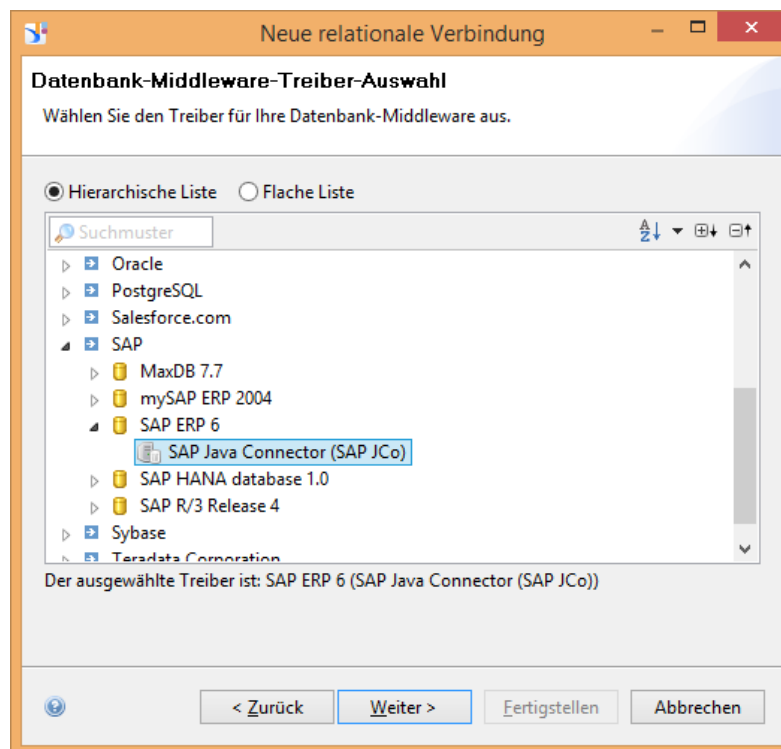 Neue relationale Verbindung
Datenbank-Middleware-Treiber-Auswahl
Wählen Sie den Treiber für Ihre Datenbank-Middleware aus.
Hierarchische Liste Flache Liste
Suchmuster
Oracle
PostgreSQL
Salesforce.com
SAP
MaxDB 7.7
mySAP ERP 2004
SAP ERP 6
SAP Java Connector (SAP JCo)
SAP HANA database 1.0
SAP R/3 Release 4
Sybase
Teradata Corporation
Der ausgewählte Treiber ist: SAP ERP 6 (SAP Java Connector (SAP JCo))
< Zurück Weiter > Fertigstellen Abbrechen